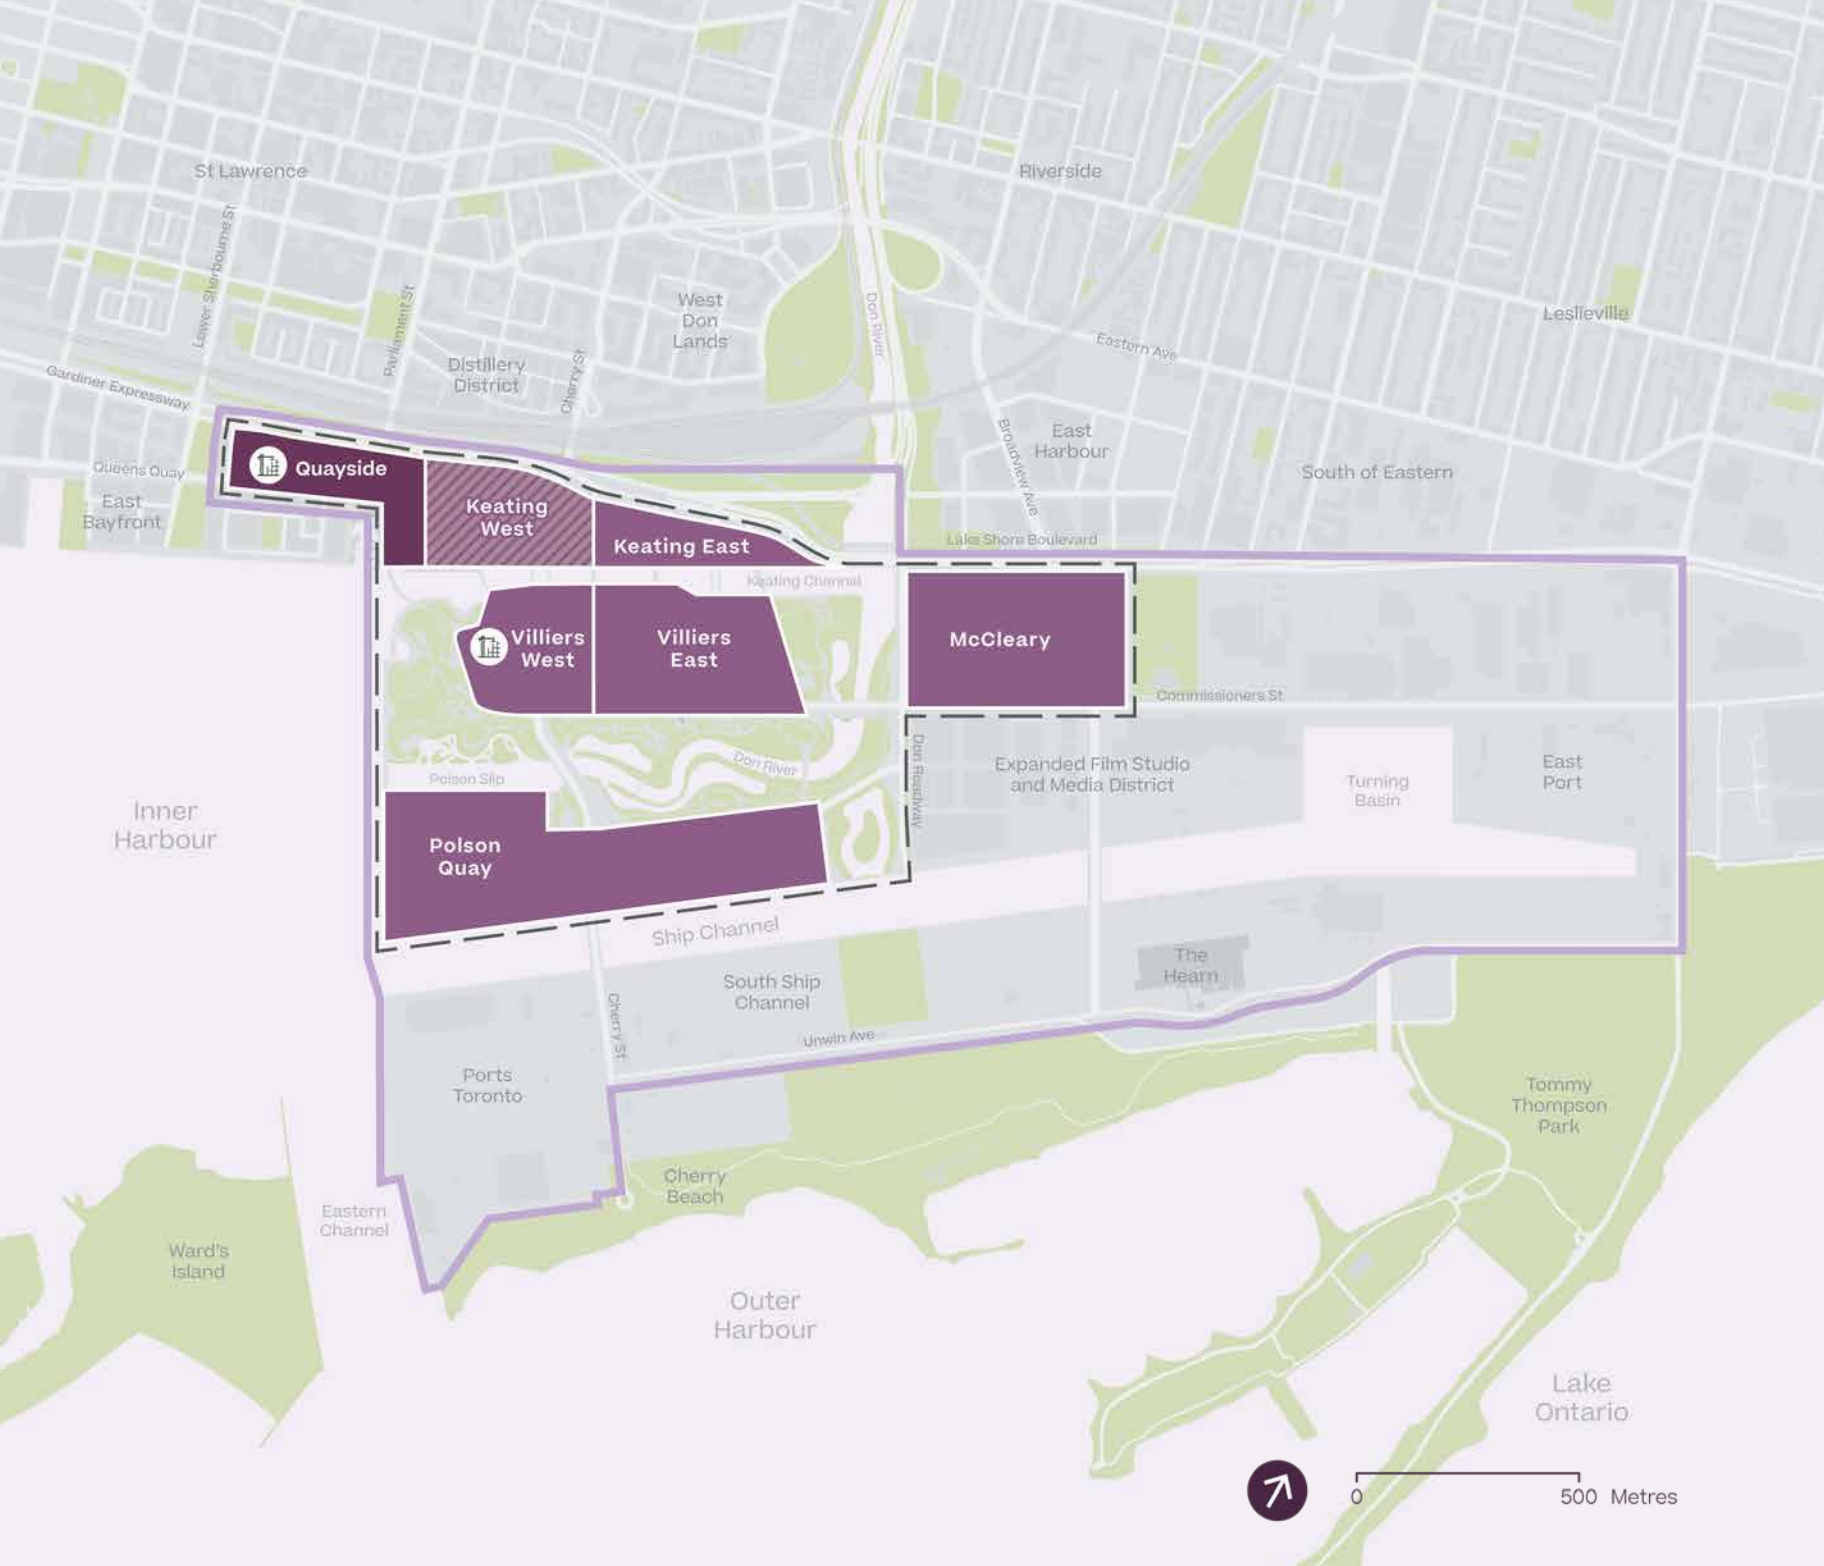 St Lawrence
Riverside
Lower Sherbourne St
Parliament St
West
Don
Lands
Don River
Leslieville
Eastern Ave
Distillery
District
Cherry St
Gardiner Expressway
Broadview Ave
East
Harbour
Quayside
Queens Quay
South of Eastern
East
Bayfront
Keating
West
Keating East
Lake Shore Boulevard
Keating Channel
Villiers
West
Villiers
East
McCleary
Commissioners St
Don River
Don Roadway
Expanded Film Studio
and Media District
Turning
Basin
East
Port
Polson Slip
Inner
Harbour
Polson
Quay
Ship Channel
The
Hearn
South Ship
Channel
Cherry St
Unwin Ave
Ports
Toronto
Tommy
Thompson
Park
Cherry
Beach
Eastern
Channel
Ward's
Island
Outer
Harbour
Lake
Ontario
0
500 Metres